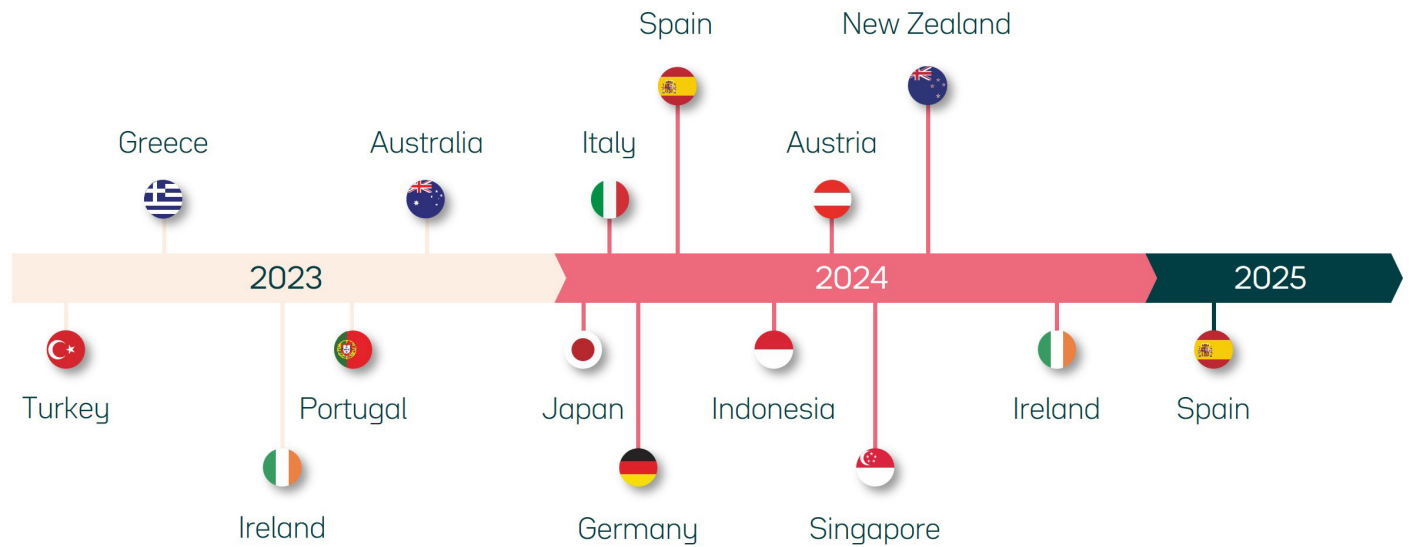 Spain
New Zealand
Greece
Australia
Italy
Austria
2023
2024
2025
Turkey
Portugal
Japan
Indonesia
Ireland
Spain
Ireland
Germany
Singapore